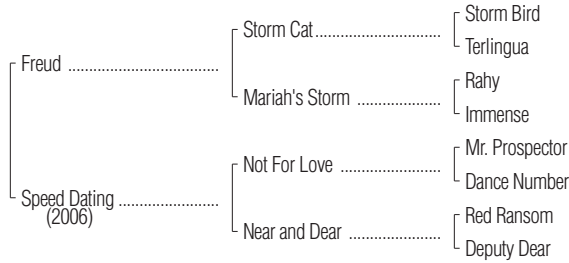 Storm Bird
Storm Cat..............................
Terlingua
Freud .....................................
Rahy
Mariah's Storm ....................
Immense
Mr. Prospector
Not For Love ........................
Dance Number
Speed Dating ........................
(2006)
Red Ransom
Near and Dear ......................
Deputy Dear